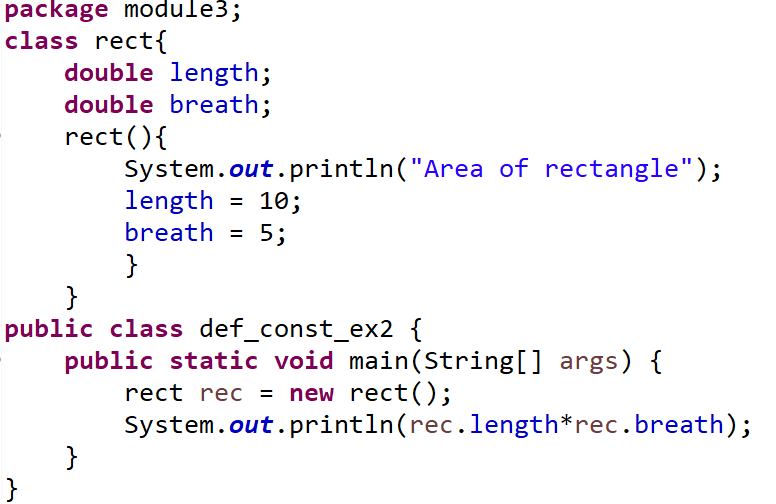 package module3;
class rect{
    double length;
    double breath;
    rect(){
        System.out.println("Area of rectangle");
        length = 10;
        breath = 5;
        }
    }
public class def_const_ex2 {
    public static void main(String[] args) {
        rect rec = new rect();
        System.out.println(rec.length*rec.breath);
    }
}